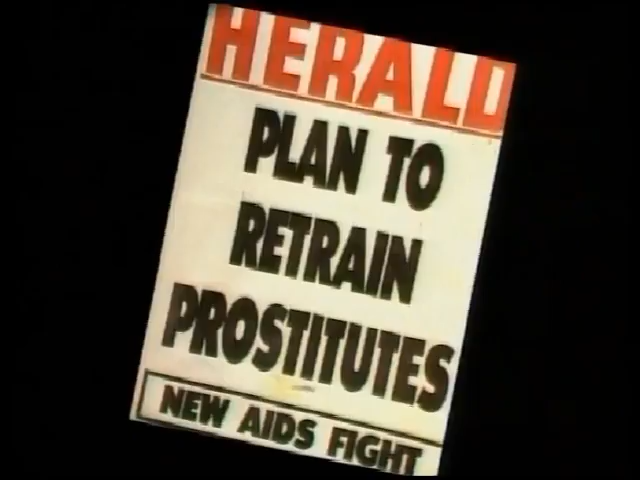 HERALD
PLAN TO
RETRAIN
PROSTITUTES
NEW AIDS FIGHT